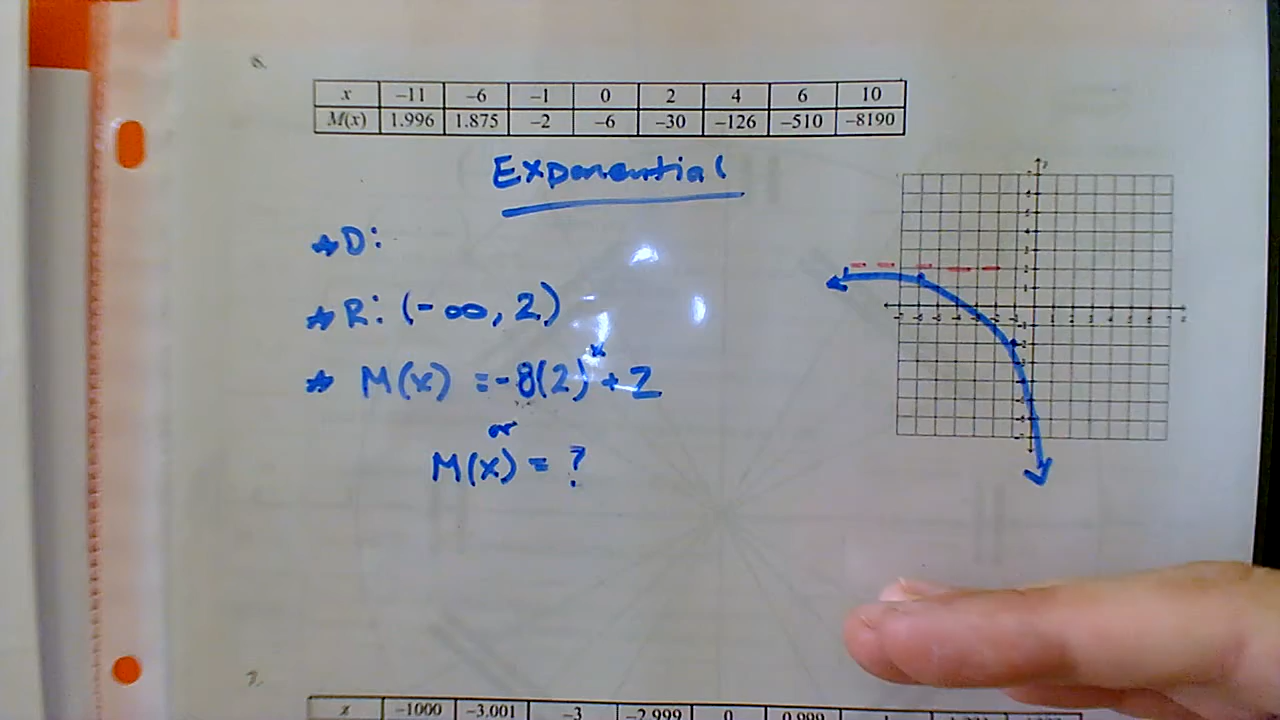 x -11 -6 -1 0 2 4 6 10
M(x) 1.996 1.875 -2 -6 -30 -126 -510 -8190
Exponential
D:
R: (-∞, 2)
M(x) = -8(2)^x + 2
or
M(x) = ?
7.
x -1000 -3.001 -3 -2.999 0 0.999